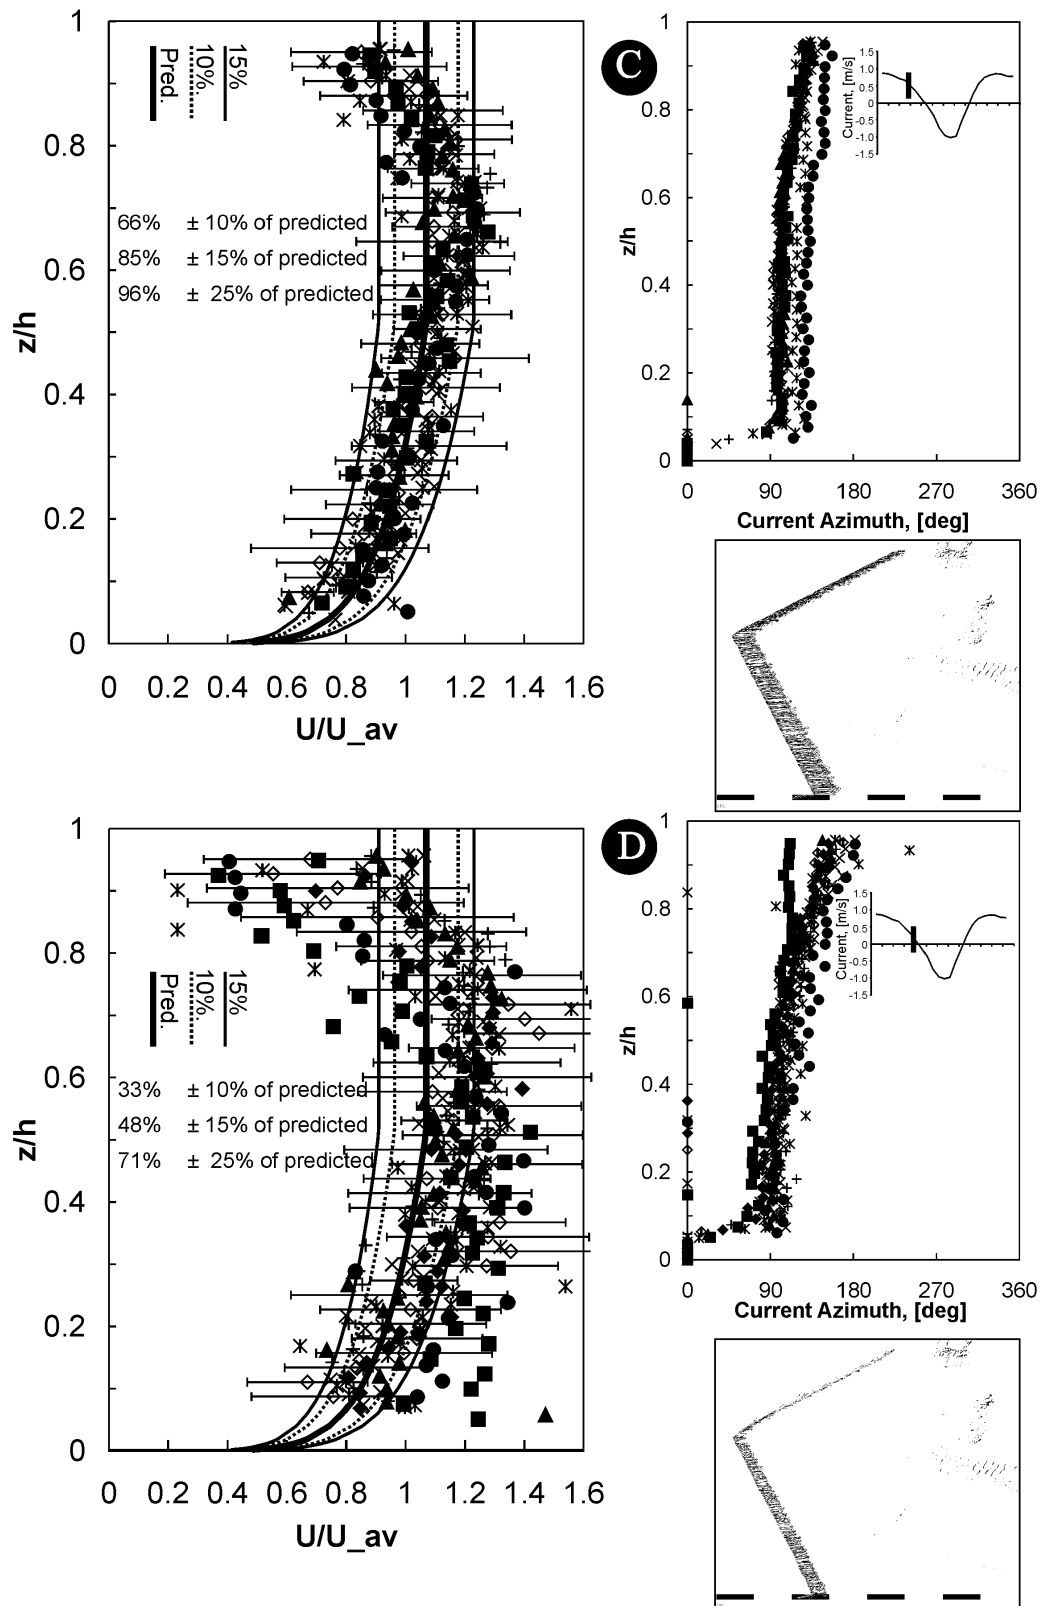 1
0.8
0.6
0.4
0.2
0
z/h
Pred.
10%.
15%
66% ± 10% of predicted
85% ± 15% of predicted
96% ± 25% of predicted
0 0.2 0.4 0.6 0.8 1 1.2 1.4 1.6
U/U_av
C
1
0.8
0.6
0.4
0.2
0
z/h
Current, [m/s]
1.5
1.0
0.5
0
-0.5
-1.0
-1.5
0 90 180 270 360
Current Azimuth, [deg]
1
0.8
0.6
0.4
0.2
0
z/h
Pred.
10%.
15%
33% ± 10% of predicted
48% ± 15% of predicted
71% ± 25% of predicted
0 0.2 0.4 0.6 0.8 1 1.2 1.4 1.6
U/U_av
D
1
0.8
0.6
0.4
0.2
0
z/h
Current, [m/s]
1.5
1.0
0.5
0
-0.5
-1.0
-1.5
0 90 180 270 360
Current Azimuth, [deg]